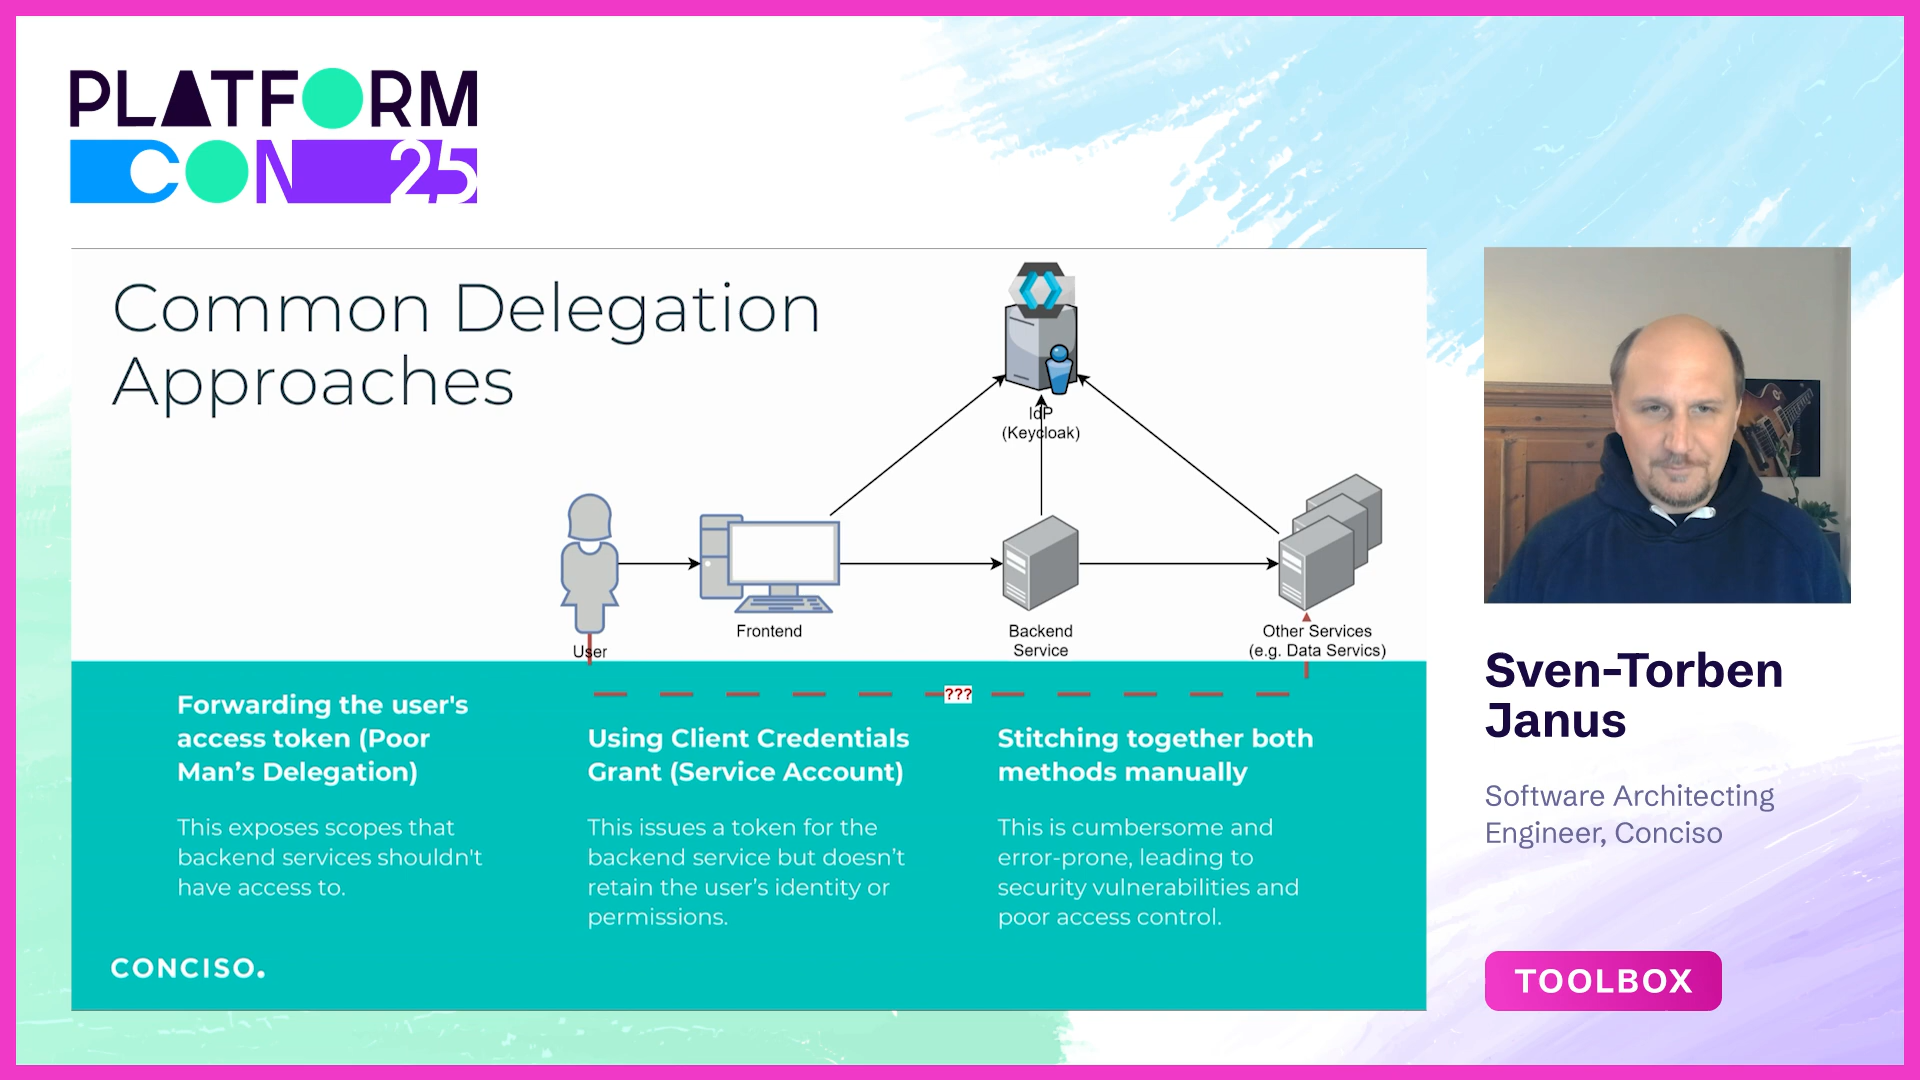 PLATFORM
CON 25
Common Delegation
Approaches
IdP
(Keycloak)
User
Frontend
Backend
Service
Other Services
(e.g. Data Servics)
???
Forwarding the user's
access token (Poor
Man’s Delegation)
This exposes scopes that
backend services shouldn't
have access to.
Using Client Credentials
Grant (Service Account)
This issues a token for the
backend service but doesn’t
retain the user’s identity or
permissions.
Stitching together both
methods manually
This is cumbersome and
error-prone, leading to
security vulnerabilities and
poor access control.
CONCISO.
Sven-Torben
Janus
Software Architecting
Engineer, Conciso
TOOLBOX